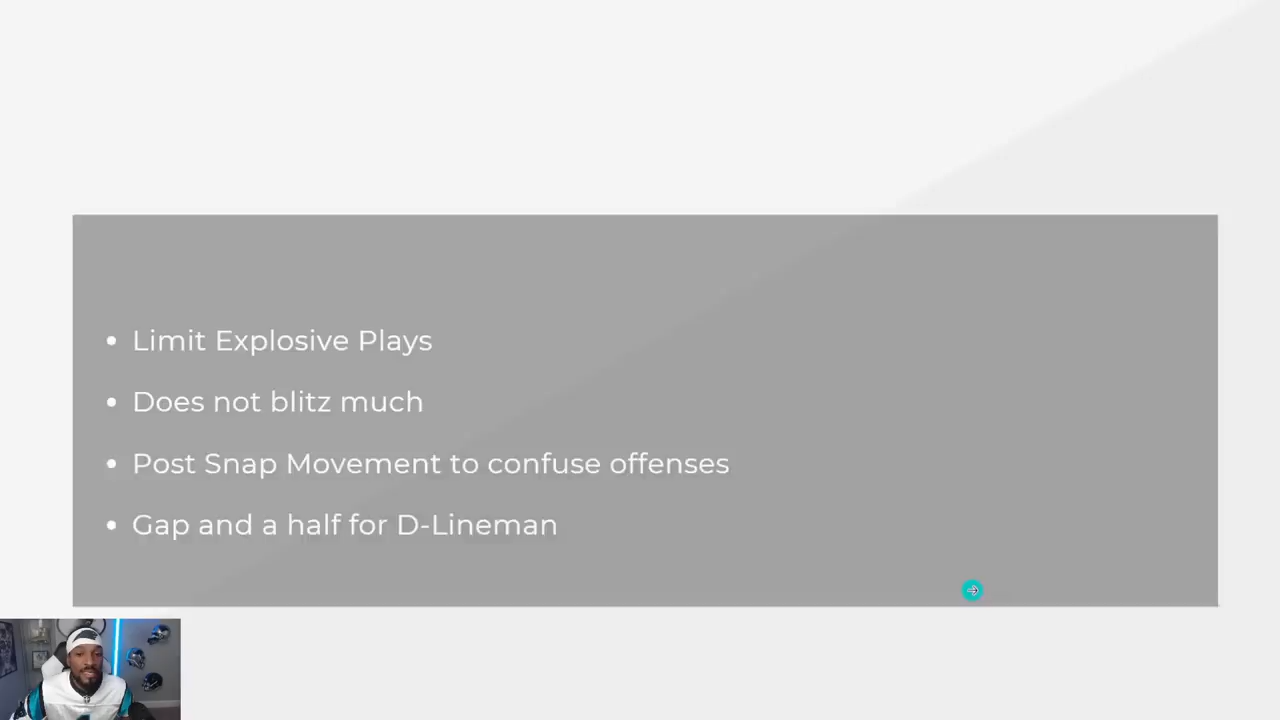 Limit Explosive Plays
Does not blitz much
Post Snap Movement to confuse offenses
Gap and a half for D-Lineman